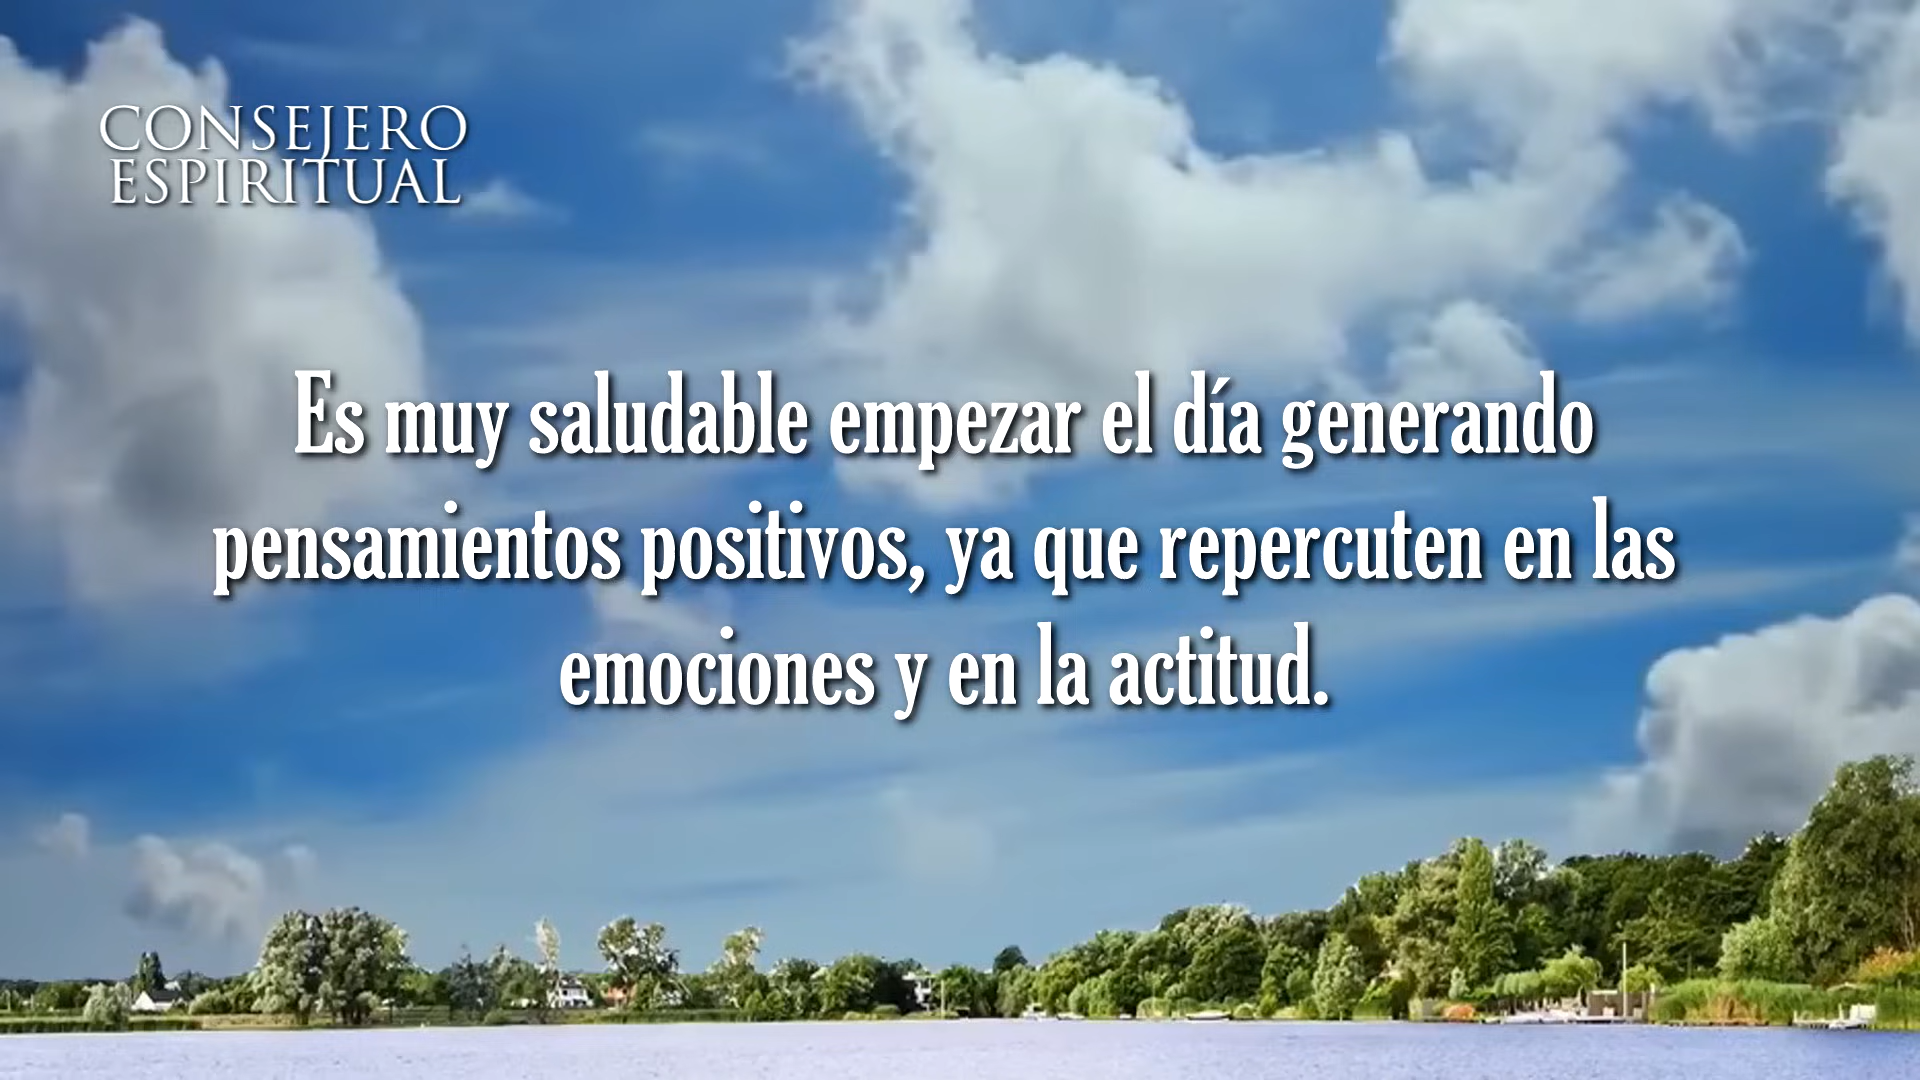 CONSEJERO
ESPIRITUAL
Es muy saludable empezar el día generando
pensamientos positivos, ya que repercuten en las
emociones y en la actitud.